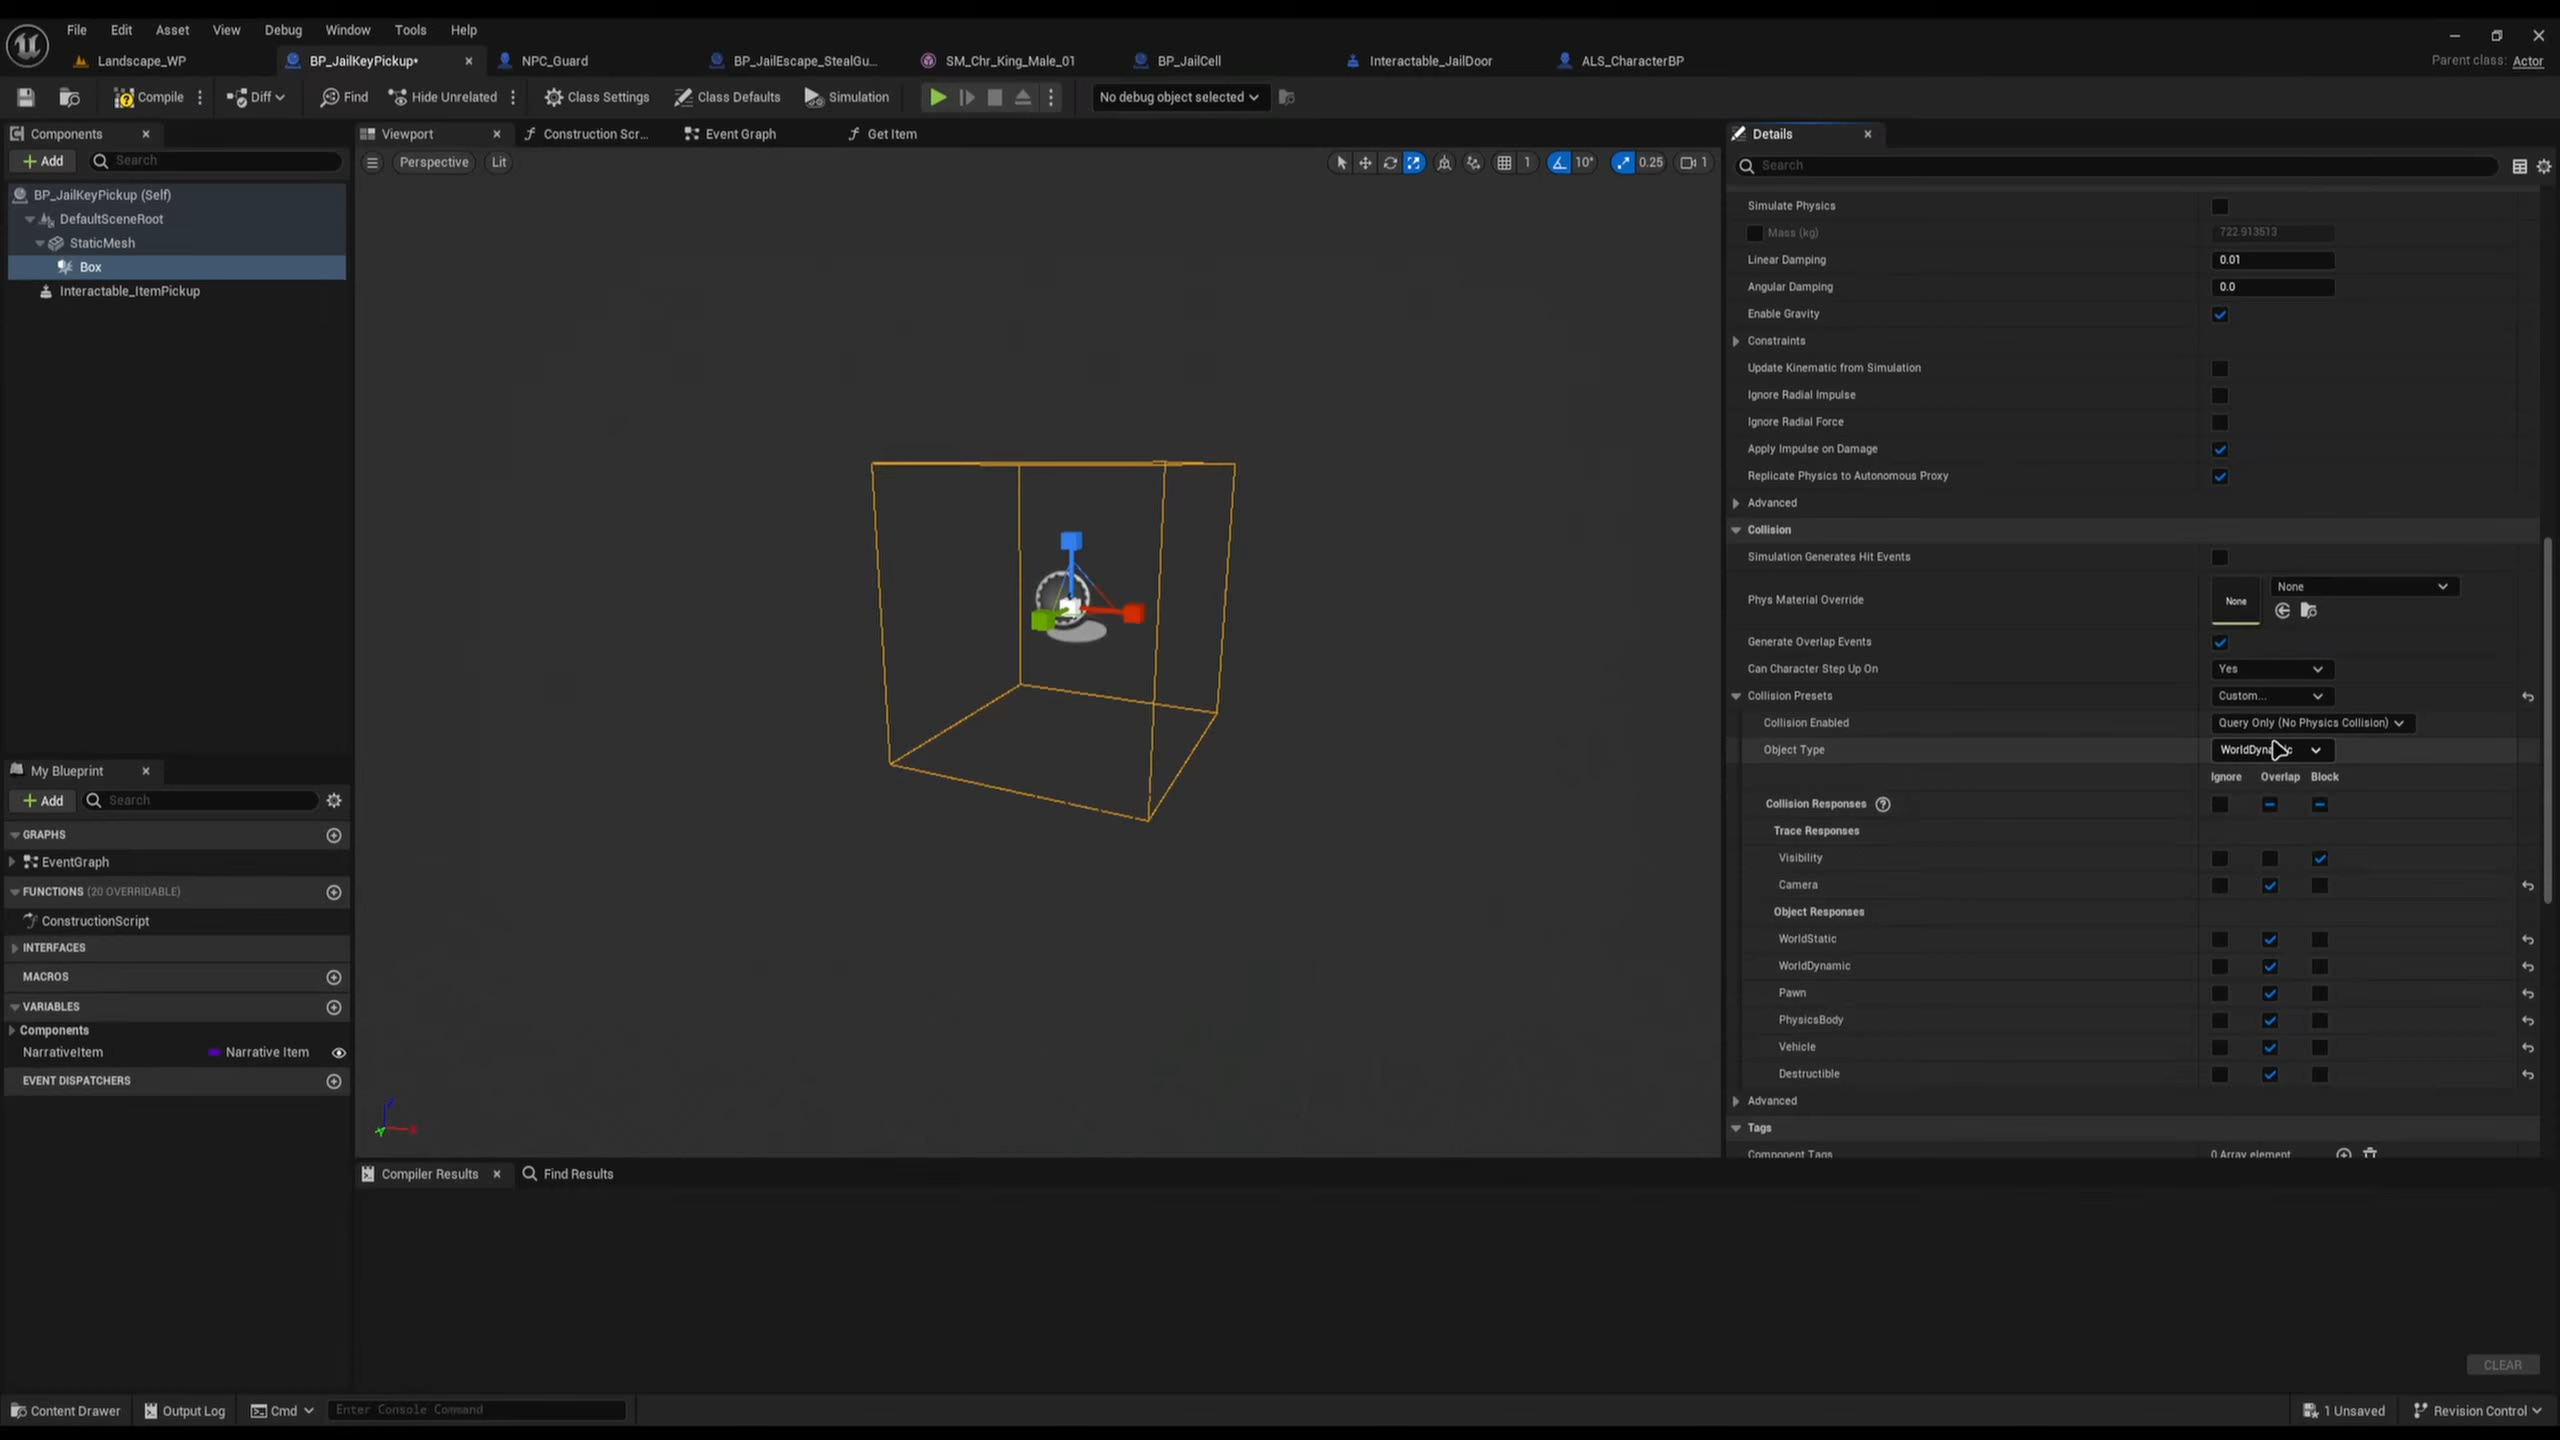 File Edit Asset View Debug Window Tools Help
Landscape_WP BP_JailKeyPickup* NPC_Guard BP_JailEscape_StealGu... SM_Chr_King_Male_01 BP_JailCell Interactable_JailDoor ALS_CharacterBP Parent class: Actor
Compile Diff Find Hide Unrelated Class Settings Class Defaults Simulation No debug object selected
Components
Add Search
BP_JailKeyPickup (Self)
DefaultSceneRoot
StaticMesh
Box
Interactable_ItemPickup
My Blueprint
Add Search
GRAPHS
EventGraph
FUNCTIONS (20 OVERRIDABLE)
ConstructionScript
INTERFACES
MACROS
VARIABLES
Components
NarrativeItem Narrative Item
EVENT DISPATCHERS
Viewport Construction Scr... Event Graph Get Item
Perspective Lit 1 10° 0.25 1
Compiler Results Find Results
CLEAR
Details
Search
Simulate Physics
Mass (kg) 722.913513
Linear Damping 0.01
Angular Damping 0.0
Enable Gravity
Constraints
Update Kinematic from Simulation
Ignore Radial Impulse
Ignore Radial Force
Apply Impulse on Damage
Replicate Physics to Autonomous Proxy
Advanced
Collision
Simulation Generates Hit Events
Phys Material Override None None
Generate Overlap Events
Can Character Step Up On Yes
Collision Presets Custom...
Collision Enabled Query Only (No Physics Collision)
Object Type WorldDynamic
Ignore Overlap Block
Collision Responses ?
Trace Responses
Visibility
Camera
Object Responses
WorldStatic
WorldDynamic
Pawn
PhysicsBody
Vehicle
Destructible
Advanced
Tags
Component Tags 0 Array element
Content Drawer Output Log Cmd Enter Console Command 1 Unsaved Revision Control